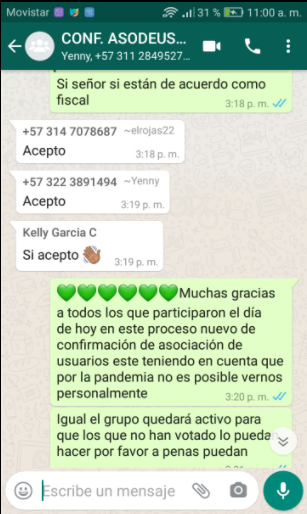 Movistar 31 % 11:00 a. m.
CONF. ASODEUS...
Yenny, +57 311 2849527...
Si señor si están de acuerdo como
fiscal
3:18 p. m.
+57 314 7078687 ~elrojas22
Acepto
3:18 p. m.
+57 322 3891494 ~Yenny
Acepto
3:19 p. m.
Kelly Garcia C
Si acepto 👋🏽
3:19 p. m.
💚💚💚💚💚💚Muchas gracias
a todos los que participaron el día
de hoy en este proceso nuevo de
confirmación de asociación de
usuarios este teniendo en cuenta que
por la pandemia no es posible vernos
personalmente
3:20 p. m.
Igual el grupo quedará activo para
que los que no han votado lo puedan
hacer por favor a penas puedan
Escribe un mensaje